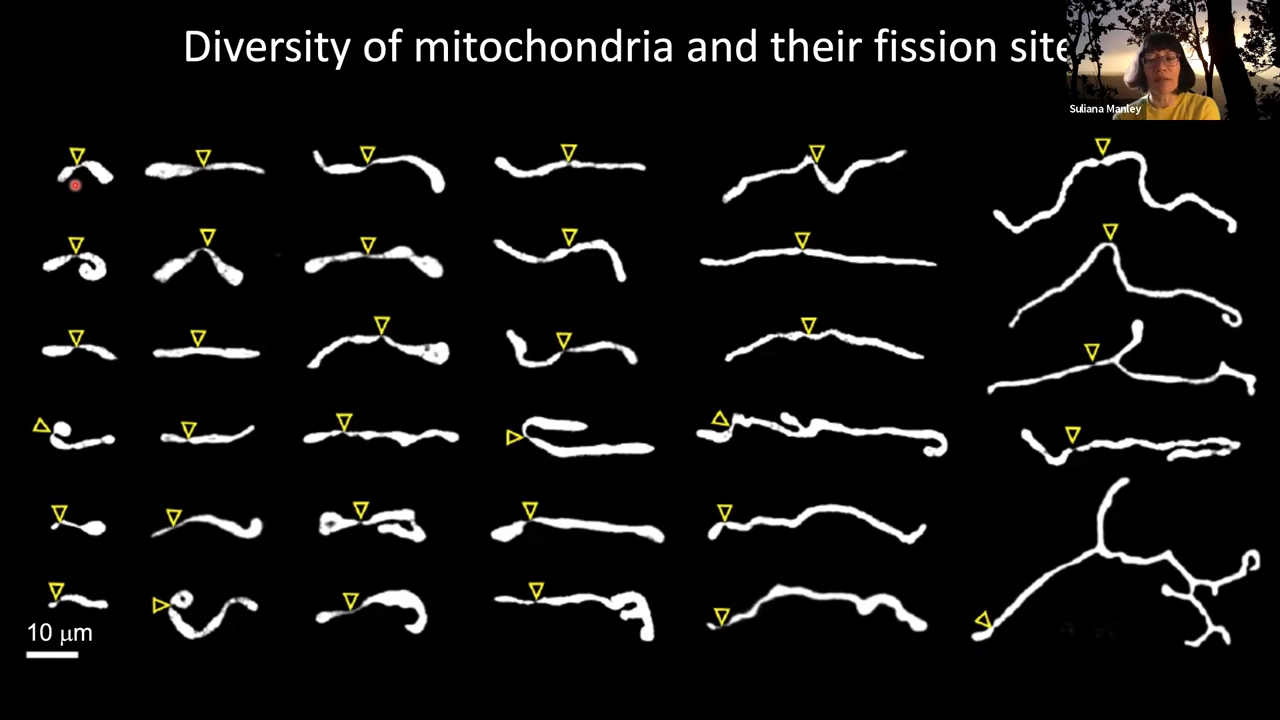 Diversity of mitochondria and their fission site
Suliana Manley
10 μm